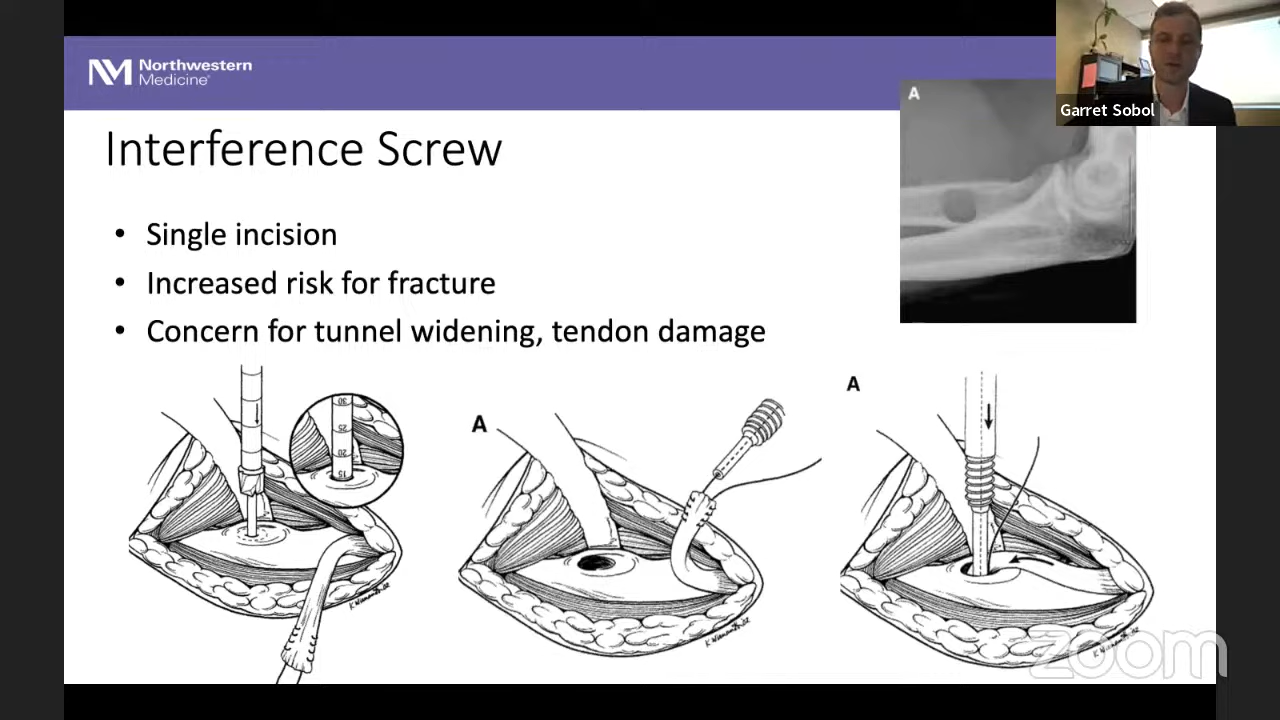 Northwestern
Medicine
A
Garret Sobol
Interference Screw
• Single incision
• Increased risk for fracture
• Concern for tunnel widening, tendon damage
30
25
20
15
A
A
zoom